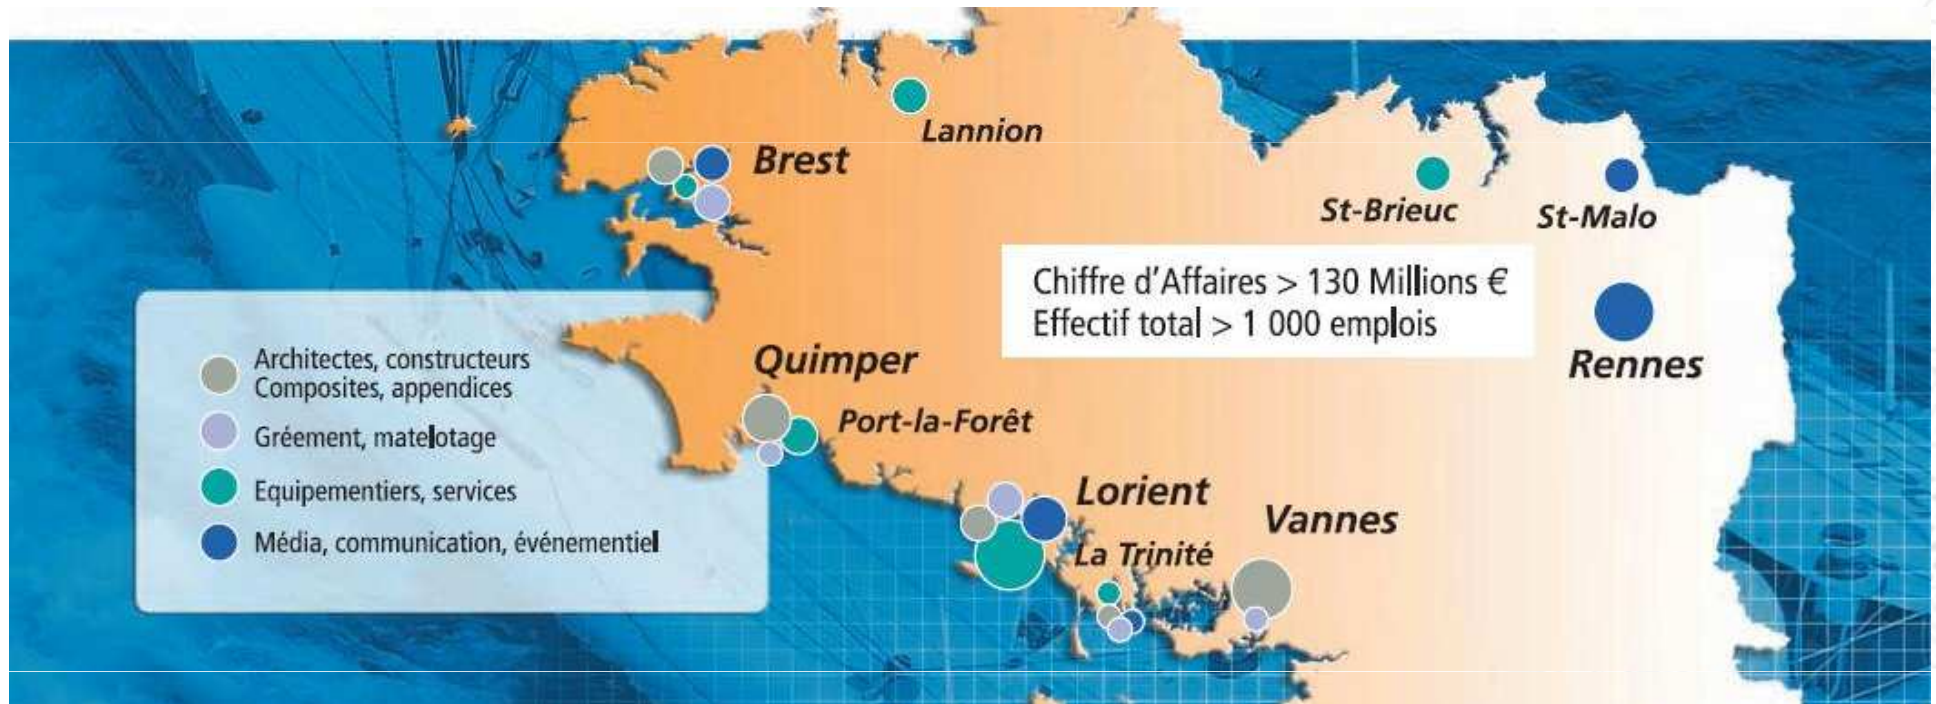 Lannion
Brest
St-Brieuc
St-Malo
Chiffre d'Affaires > 130 Millions €
Effectif total > 1 000 emplois
Rennes
Architectes, constructeurs
Composites, appendices
Gréement, matelotage
Equipementiers, services
Média, communication, événementiel
Quimper
Port-la-Forêt
Lorient
Vannes
La Trinité